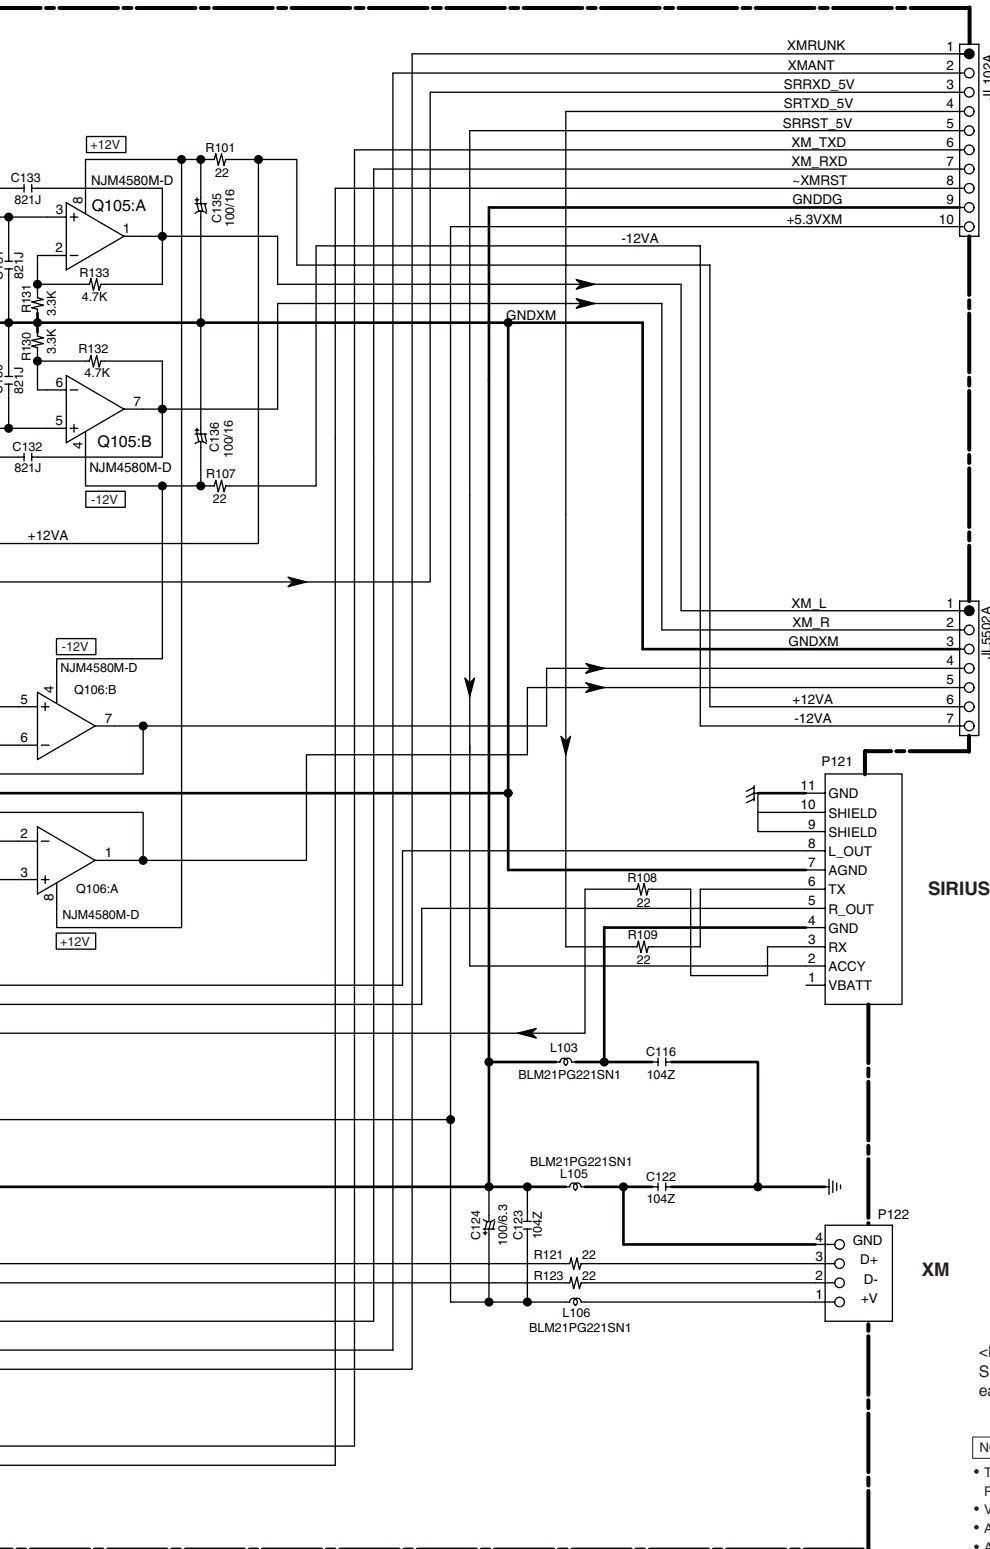 XMRUNK 1
XMANT 2
SRRXD_5V 3
SRTXD_5V 4
SRRST_5V 5
XM_TXD 6
XM_RXD 7
~XMRST 8
GNDDG 9
+5.3VXM 10
JL102A
-12VA
+12V
R101
22
C133
821J
NJM4580M-D
8
Q105:A
3
+
1
2
-
C135
100/16
821J
R133
4.7K
R131
3.3K
GNDXM
R130
3.3K
R132
4.7K
821J
6
-
7
5
+
4
Q105:B
C136
100/16
C132
821J
NJM4580M-D
R107
22
-12V
+12VA
XM_L 1
XM_R 2
GNDXM 3
4
5
+12VA 6
-12VA 7
JL5502A
-12V
NJM4580M-D
4
Q106:B
5
+
7
6
-
2
-
1
3
+
Q106:A
8
NJM4580M-D
+12V
P121
11 GND
10 SHIELD
9 SHIELD
8 L_OUT
7 AGND
6 TX
5 R_OUT
4 GND
3 RX
2 ACCY
1 VBATT
SIRIUS
R108
22
R109
22
L103
BLM21PG221SN1
C116
104Z
BLM21PG221SN1
L105
C122
104Z
C124
100/6.3
C123
104Z
P122
4 GND
3 D+
2 D-
1 +V
XM
R121 22
R123 22
L106
BLM21PG221SN1